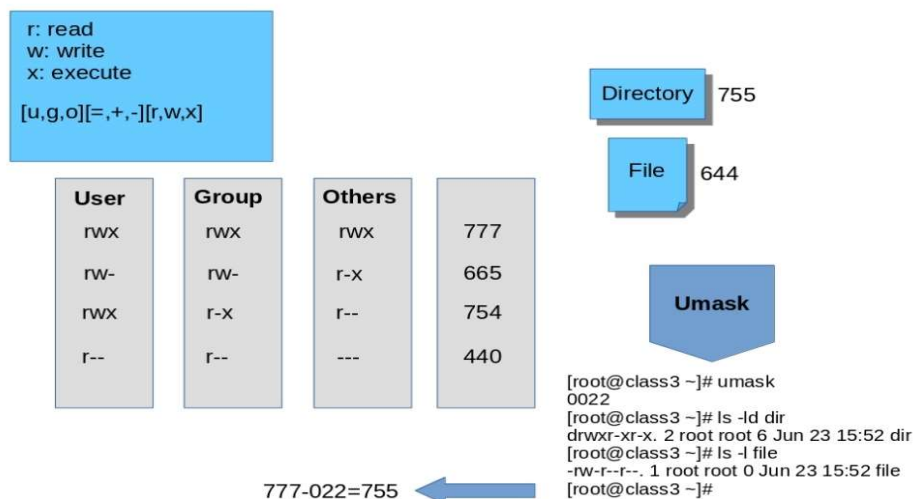 r: read
w: write
x: execute
[u,g,o][=,+,-][r,w,x]
Directory 755
File 644
User Group Others
rwx rwx rwx 777
rw- rw- r-x 665
rwx r-x r-- 754
r-- r-- --- 440
Umask
[root@class3 ~]# umask
0022
[root@class3 ~]# ls -ld dir
drwxr-xr-x. 2 root root 6 Jun 23 15:52 dir
[root@class3 ~]# ls -l file
-rw-r--r--. 1 root root 0 Jun 23 15:52 file
[root@class3 ~]#
777-022=755